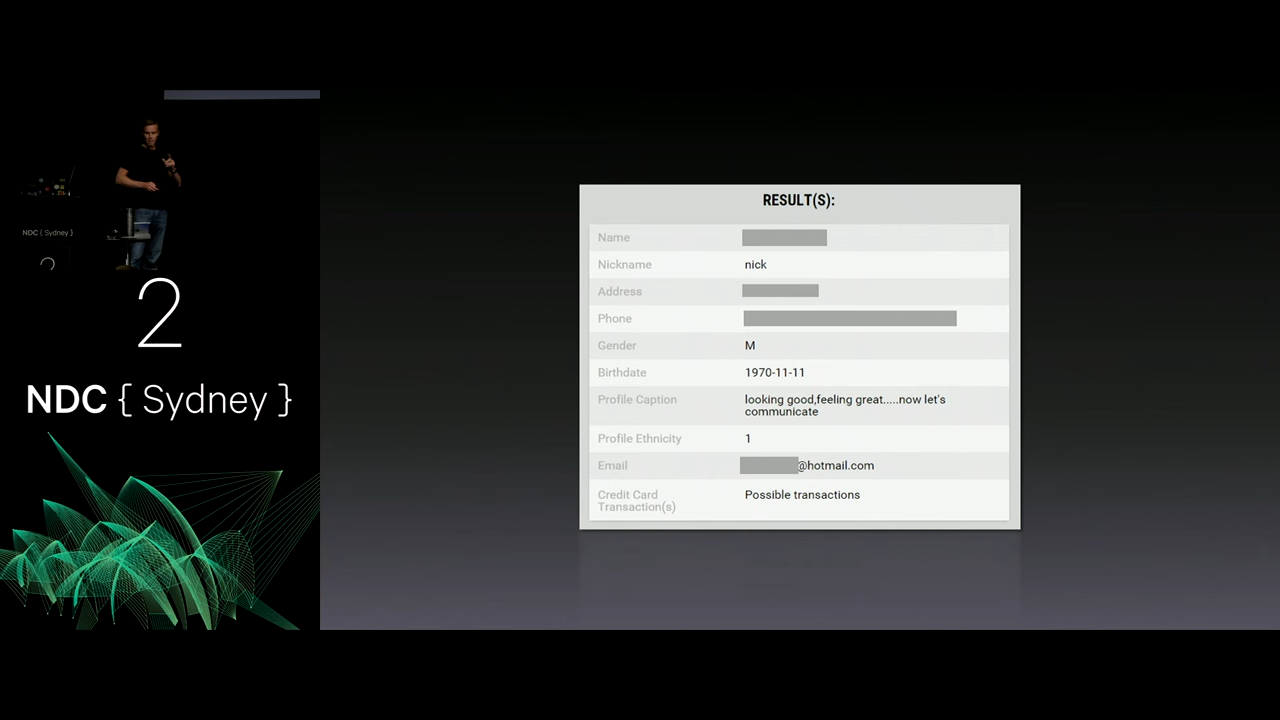 NDC { Sydney }
2
NDC { Sydney }
RESULT(S):
Name
Nickname nick
Address
Phone
Gender M
Birthdate 1970-11-11
Profile Caption looking good,feeling great.....now let's
communicate
Profile Ethnicity 1
Email @hotmail.com
Credit Card Possible transactions
Transaction(s)